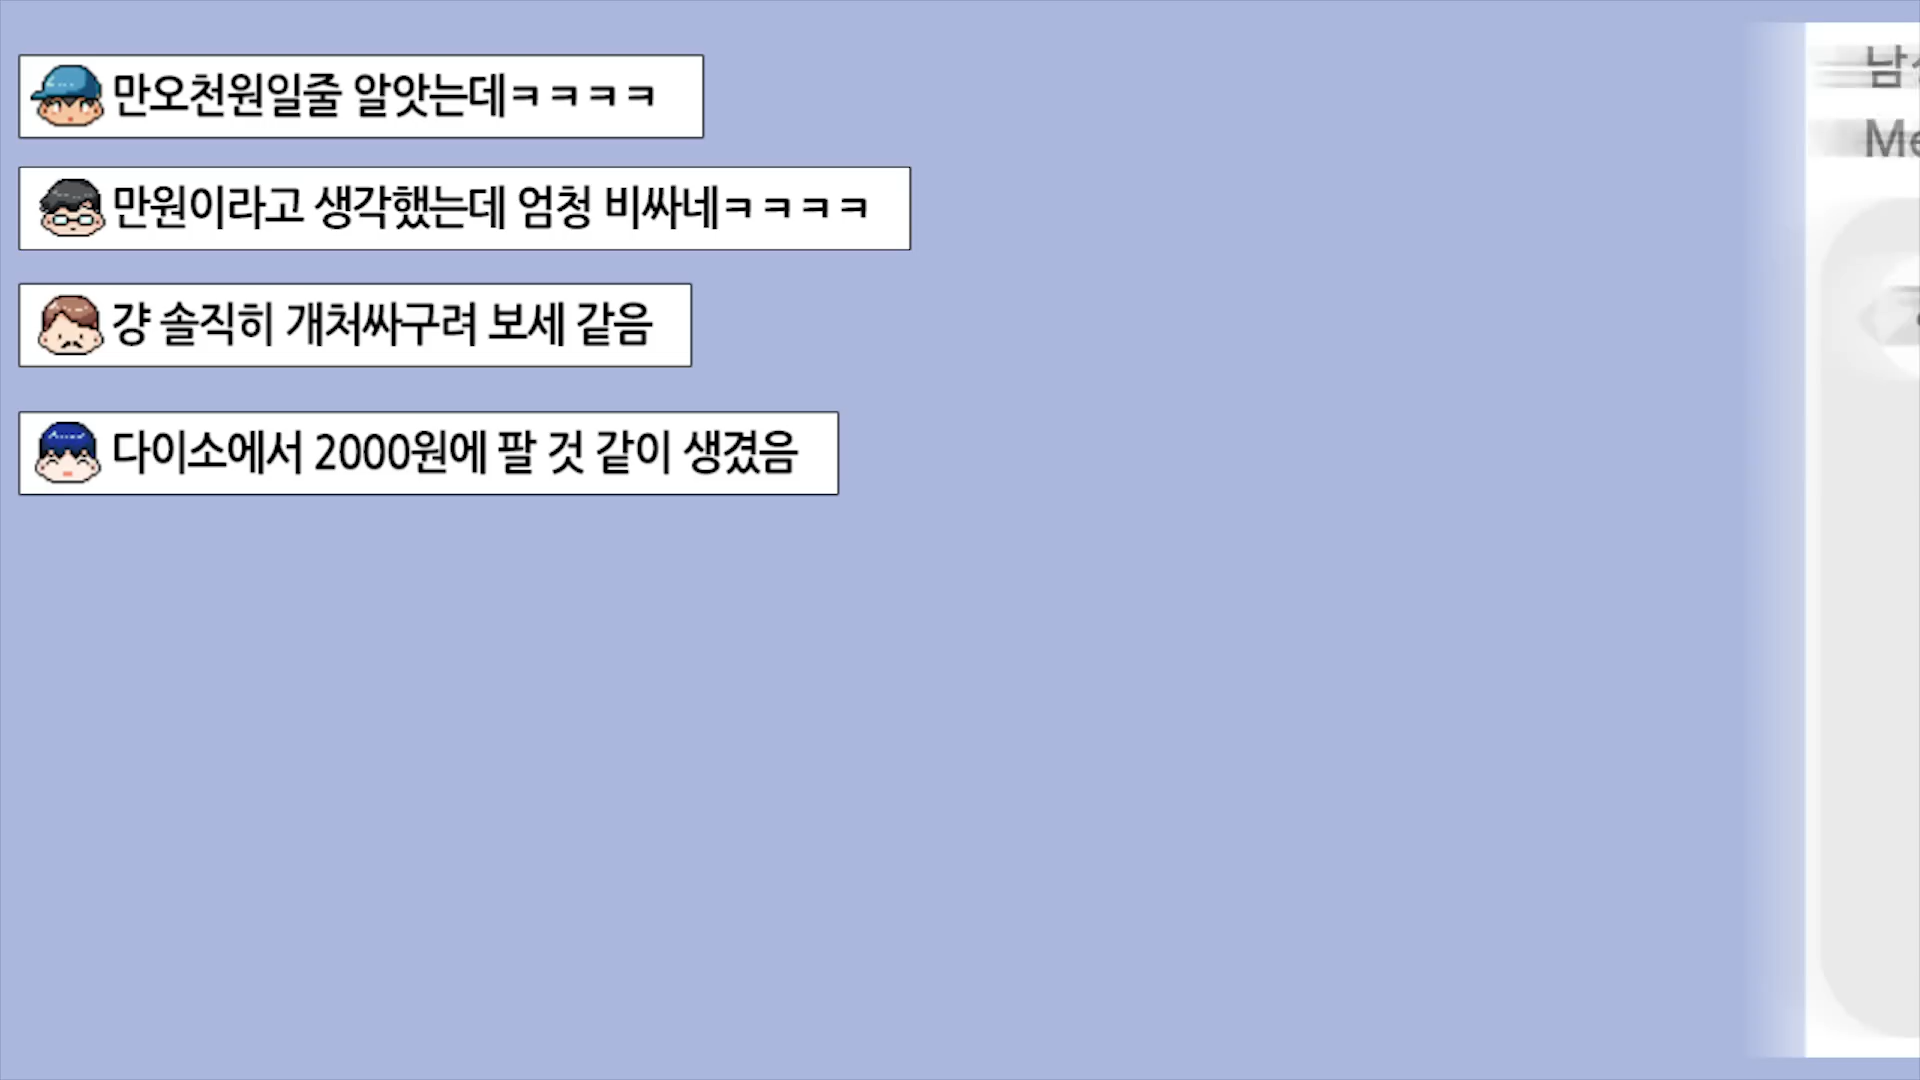 만오천원일줄 알앗는데ㅋㅋㅋㅋ
만원이라고 생각했는데 엄청 비싸네ㅋㅋㅋㅋ
걍 솔직히 개처싸구려 보세 같음
다이소에서 2000원에 팔 것 같이 생겼음